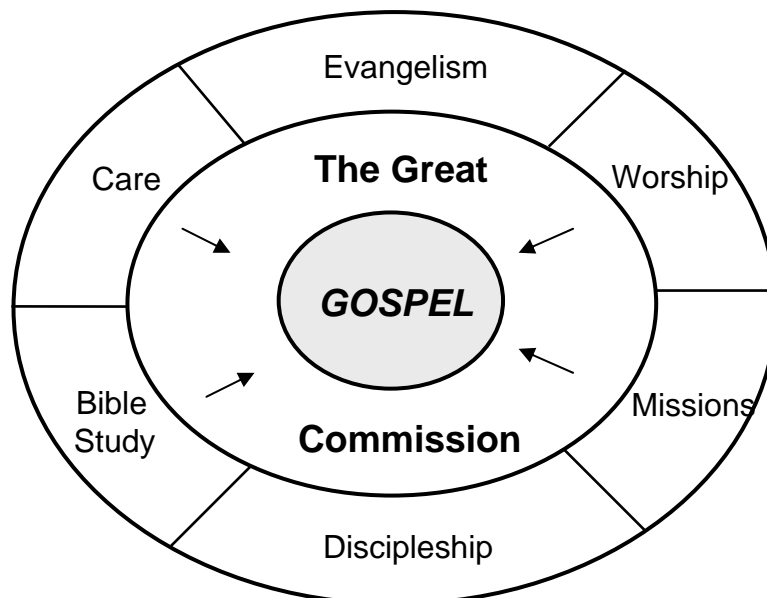 Evangelism
Care
The Great
Worship
GOSPEL
Bible
Study
Missions
Commission
Discipleship